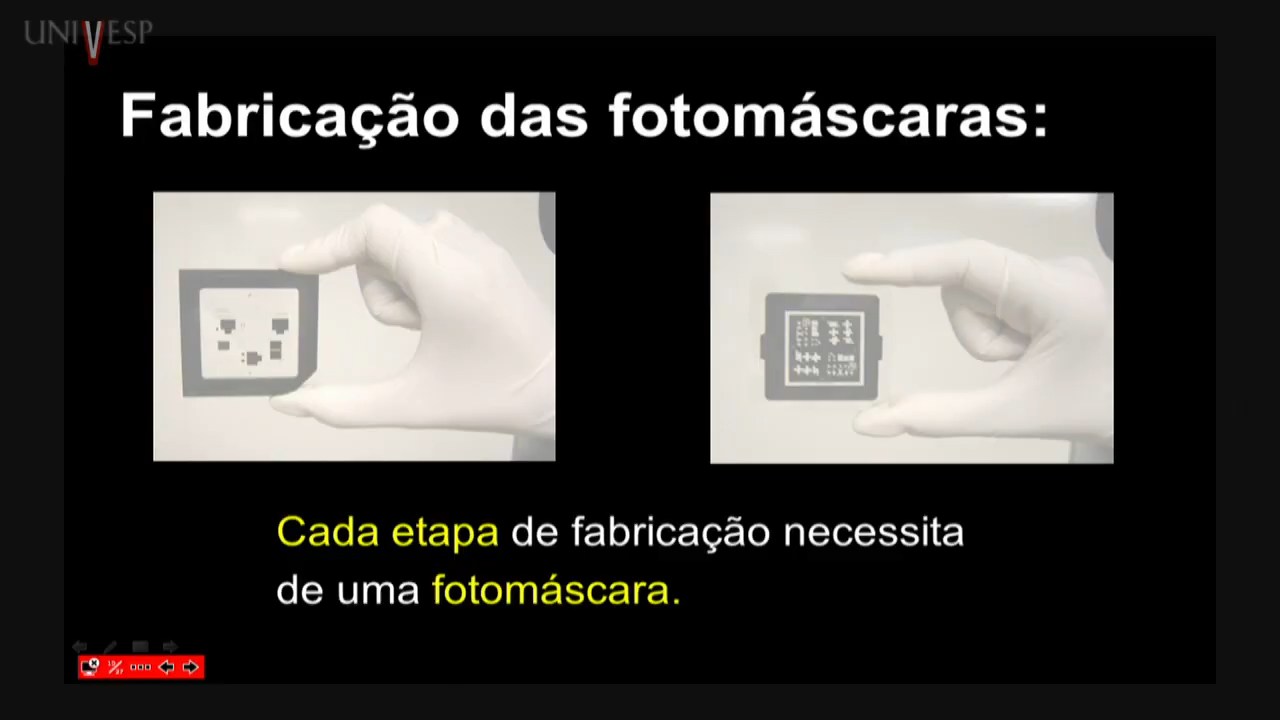 UNIVESP
Fabricação das fotomáscaras:
Cada etapa de fabricação necessita
de uma fotomáscara.